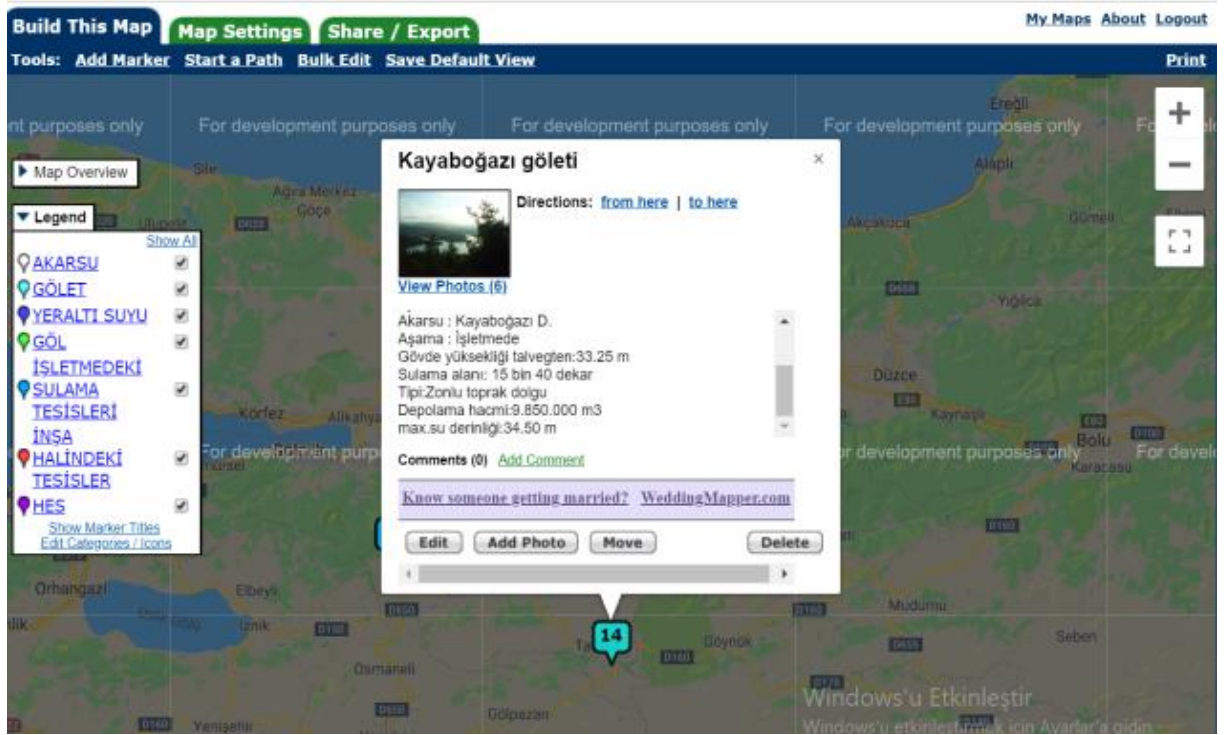 Build This Map Map Settings Share / Export My Maps About Logout
Tools: Add Marker Start a Path Bulk Edit Save Default View Print
nt purposes only For development purposes only For development purposes only For development purposes only
Map Overview
Legend
Show All
AKARSU
GÖLET
YERALTI SUYU
GÖL
İŞLETMEDEKİ
SULAMA
TESİSLERİ
İNŞA
HALİNDEKİ
TESİSLER
HES
Show Marker Titles
Edit Categories / Icons
Kayaboğazı göleti
Directions: from here | to here
View Photos (6)
Akarsu : Kayaboğazı D.
Aşama : İşletmede
Gövde yüksekliği talvegten:33.25 m
Sulama alanı: 15 bin 40 dekar
Tipi:Zonlu toprak dolgu
Depolama hacmi:9.850.000 m3
max.su derinliği:34.50 m
Comments (0) Add Comment
Know someone getting married? WeddingMapper.com
Edit Add Photo Move Delete
14
Ereğli
Alaplı
Akçakoca
Gümeli
Yığılca
Düzce
Kaynaşlı
Bolu
Karacasu
For development purposes only
Şile
Ağva Merkez
Göçe
Körfez
Orhangazi
Elbeyli
İznik
Osmaneli
Yenişehir
Gölpazarı
Göynük
Mudurnu
Seben
Windows'u Etkinleştir
Windows'u etkinleştirmek için Ayarlar'a gidin.